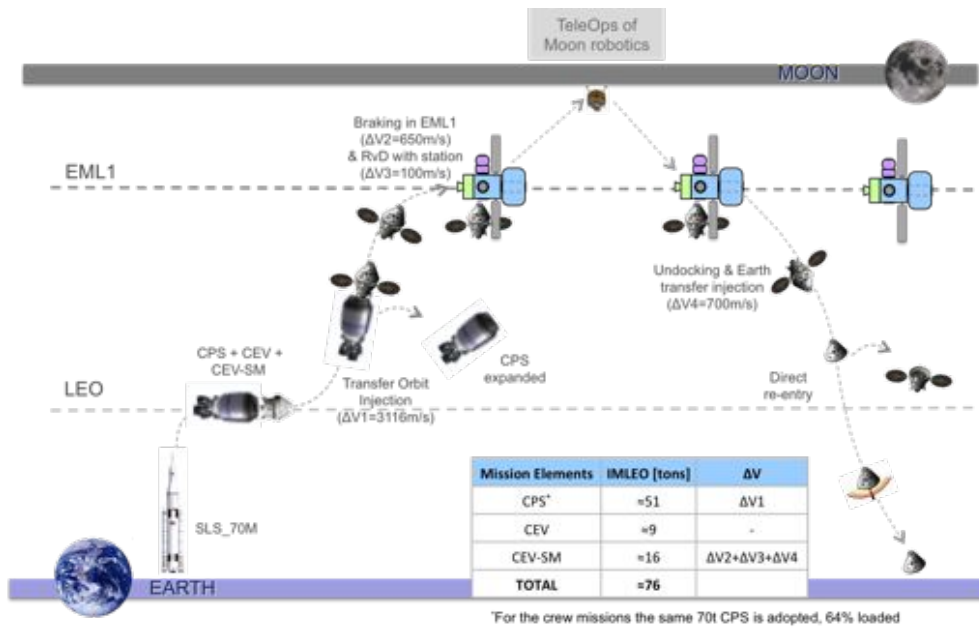 TeleOps of
Moon robotics
MOON
Braking in EML1
(ΔV2=650m/s)
& RvD with station
(ΔV3=100m/s)
EML1
Undocking & Earth
transfer injection
(ΔV4=700m/s)
CPS + CEV +
CEV-SM
CPS
expanded
Direct
re-entry
LEO
Transfer Orbit
Injection
(ΔV1=3116m/s)
SLS_70M
Mission Elements IMLEO [tons] ΔV
CPS* ≈51 ΔV1
CEV ≈9 -
CEV-SM ≈16 ΔV2+ΔV3+ΔV4
TOTAL ≈76
EARTH
*For the crew missions the same 70t CPS is adopted, 64% loaded